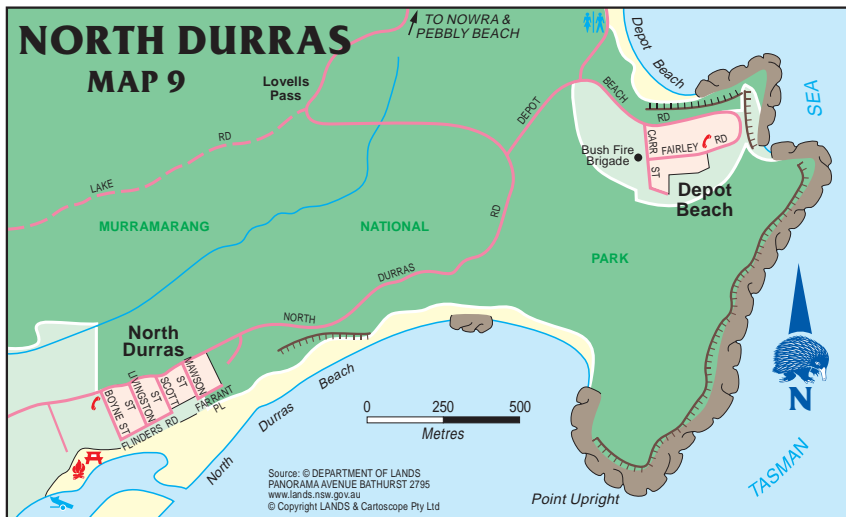 NORTH DURRAS
MAP 9
TO NOWRA &
PEBBLY BEACH
Lovells
Pass
LAKE
RD
MURRAMARANG
NATIONAL
PARK
DEPOT
BEACH
RD
Depot
Beach
SEA
CARR
ST
FAIRLEY
RD
Bush Fire
Brigade
Depot
Beach
NORTH
DURRAS
RD
North
Durras
BOYNE ST
LIVINGSTON
ST
SCOTT
ST
MAWSON
FARRANT
PL
FLINDERS RD
North
Durras
Beach
0 250 500
Metres
N
TASMAN
Point Upright
Source: © DEPARTMENT OF LANDS
PANORAMA AVENUE BATHURST 2795
www.lands.nsw.gov.au
© Copyright LANDS & Cartoscope Pty Ltd